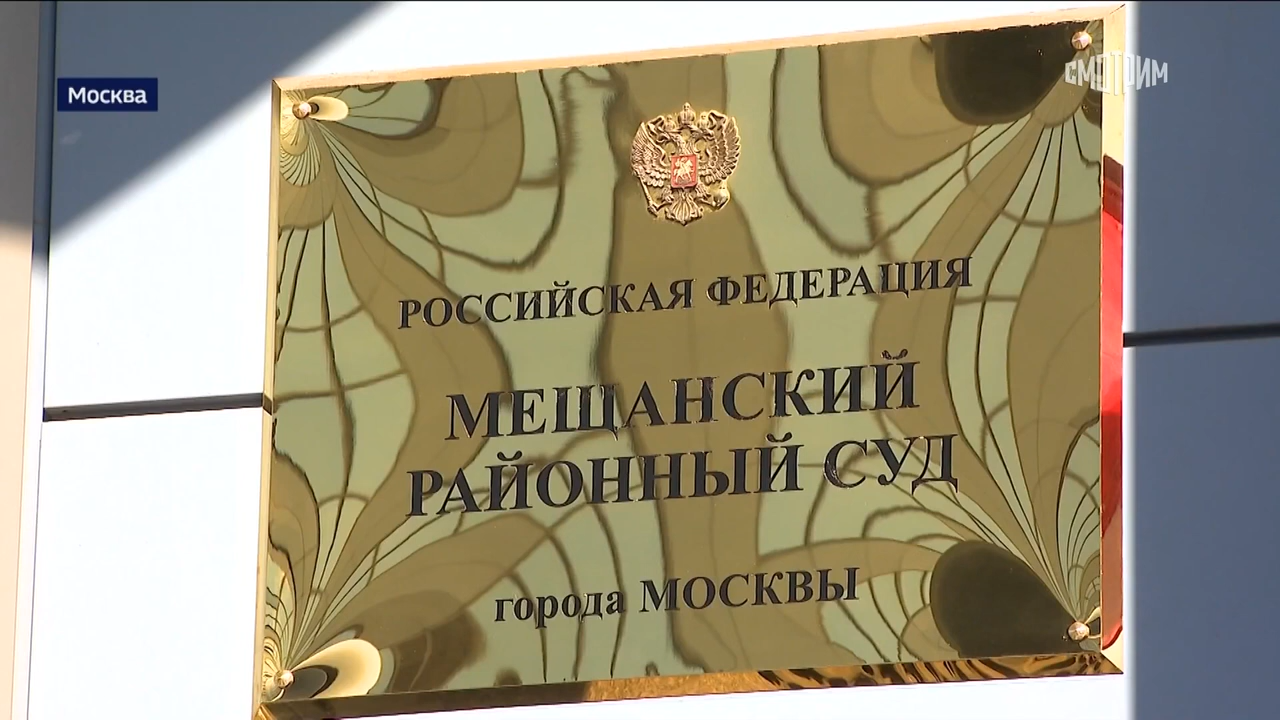 Москва
СМОТРИМ
РОССИЙСКАЯ ФЕДЕРАЦИЯ
МЕЩАНСКИЙ
РАЙОННЫЙ СУД
города МОСКВЫ